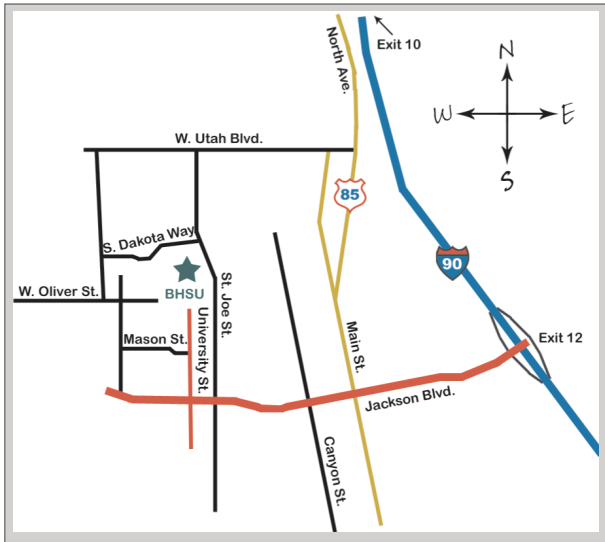 Exit 10
North Ave.
N
W
E
S
W. Utah Blvd.
85
S. Dakota Way
90
BHSU
W. Oliver St.
St. Joe St.
University St.
Mason St.
Main St.
Exit 12
Jackson Blvd.
Canyon St.